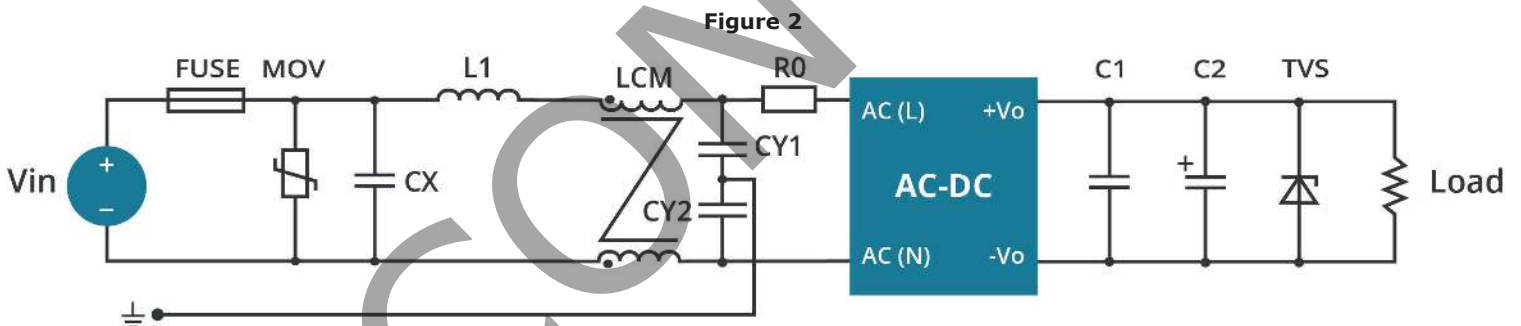 Figure 2
FUSE MOV L1 LCM R0 C1 C2 TVS
AC (L) +Vo
CY1
+
+
Vin CX AC-DC Load
CY2
−
AC (N) -Vo